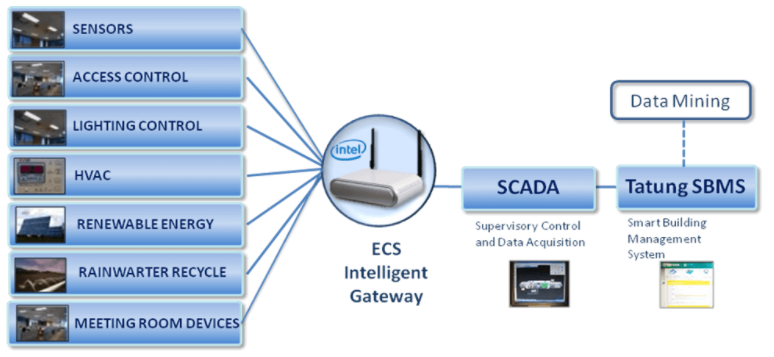 SENSORS
ACCESS CONTROL
LIGHTING CONTROL
HVAC
RENEWABLE ENERGY
RAINWARTER RECYCLE
MEETING ROOM DEVICES
intel
ECS
Intelligent
Gateway
SCADA
Supervisory Control
and Data Acquisition
Data Mining
Tatung SBMS
Smart Building
Management
System